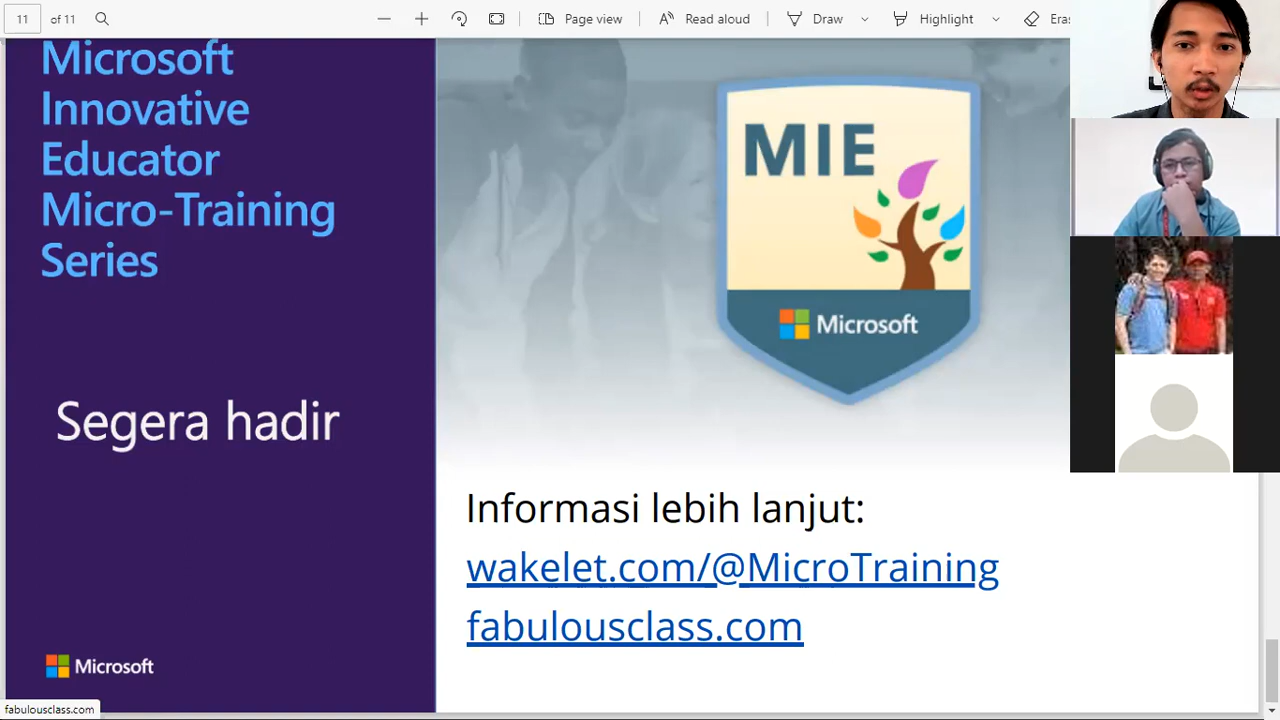 11 of 11 Page view Read aloud Draw Highlight
Microsoft
Innovative
Educator
Micro-Training
Series
Segera hadir
Microsoft
MIE
Microsoft
Informasi lebih lanjut:
wakelet.com/@MicroTraining
fabulousclass.com
fabulousclass.com